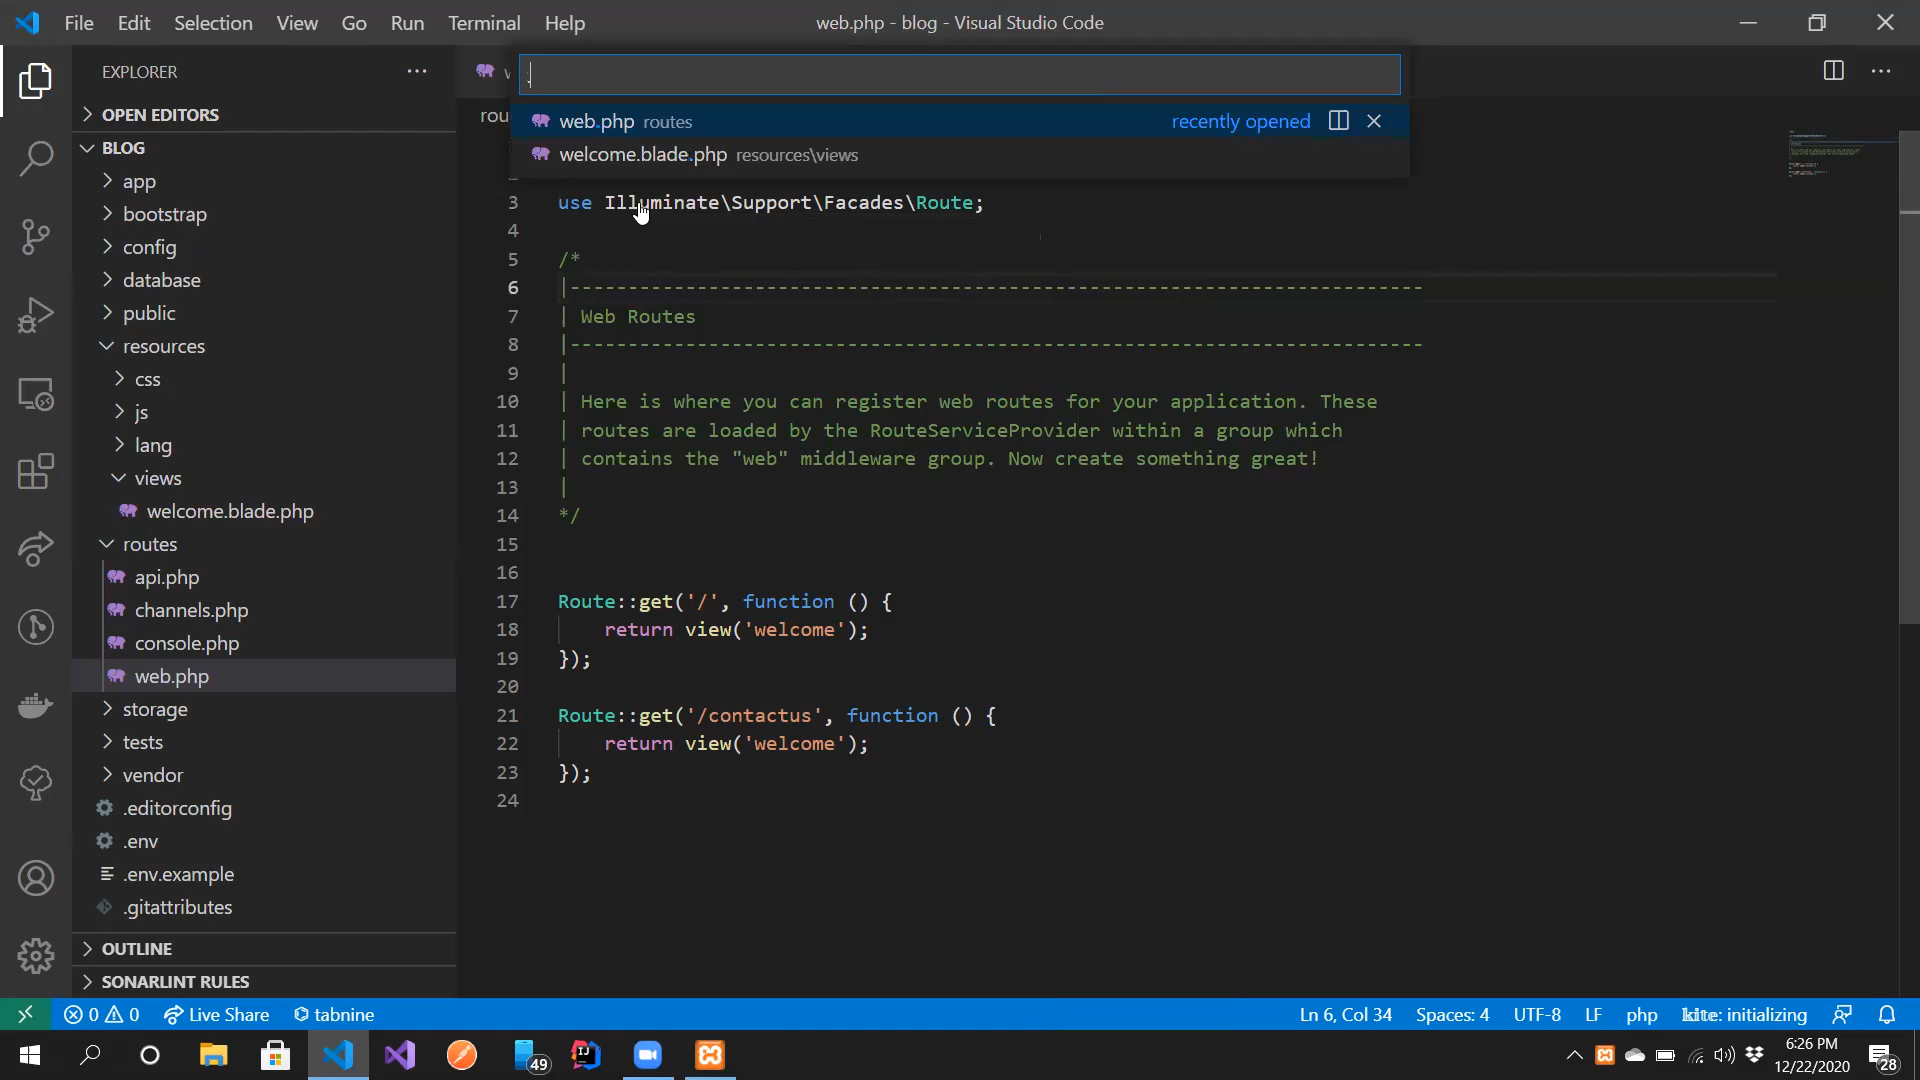 File Edit Selection View Go Run Terminal Help
web.php - blog - Visual Studio Code
EXPLORER
OPEN EDITORS
BLOG
app
bootstrap
config
database
public
resources
css
js
lang
views
welcome.blade.php
routes
api.php
channels.php
console.php
web.php
storage
tests
vendor
.editorconfig
.env
.env.example
.gitattributes
OUTLINE
SONARLINT RULES
web.php routes recently opened
welcome.blade.php resources\views
rou
3 use Illuminate\Support\Facades\Route;
4
5 /*
6 |--------------------------------------------------------------------------
7 | Web Routes
8 |--------------------------------------------------------------------------
9 |
10 | Here is where you can register web routes for your application. These
11 | routes are loaded by the RouteServiceProvider within a group which
12 | contains the "web" middleware group. Now create something great!
13 |
14 */
15
16
17 Route::get('/', function () {
18 return view('welcome');
19 });
20
21 Route::get('/contactus', function () {
22 return view('welcome');
23 });
24
0 0 Live Share tabnine
Ln 6, Col 34 Spaces: 4 UTF-8 LF php kite: initializing
49
6:26 PM
12/22/2020
28